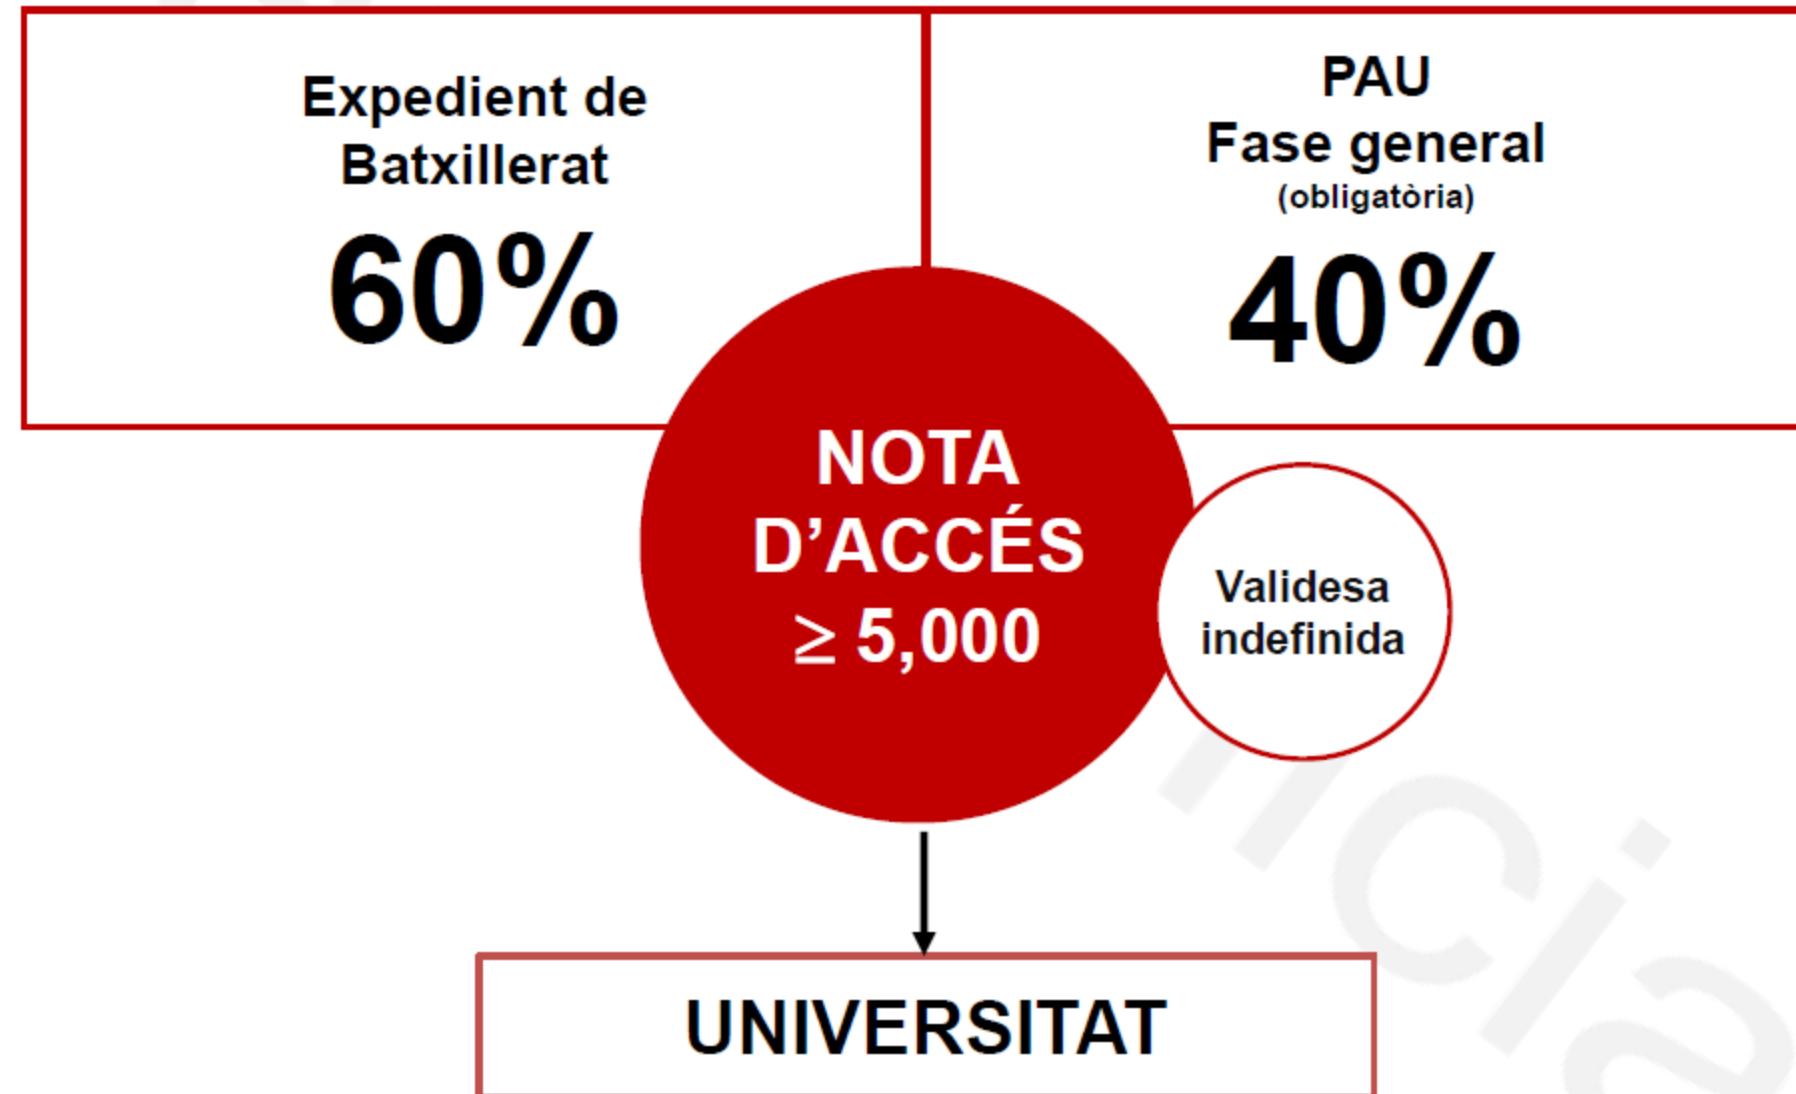 Expedient de
Batxillerat
60%
PAU
Fase general
(obligatòria)
40%
NOTA
D’ACCÉS
≥ 5,000
Validesa
indefinida
UNIVERSITAT